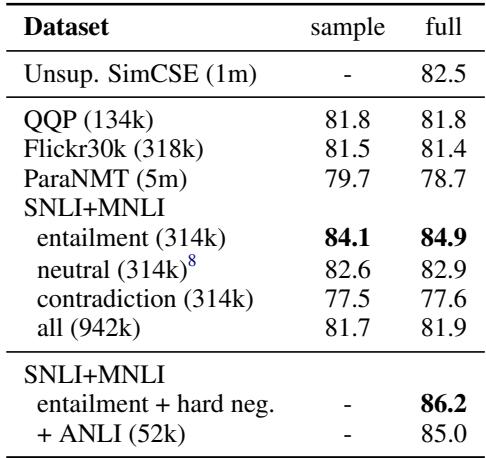 Dataset sample full
Unsup. SimCSE (1m) - 82.5
QQP (134k) 81.8 81.8
Flickr30k (318k) 81.5 81.4
ParaNMT (5m) 79.7 78.7
SNLI+MNLI
entailment (314k) 84.1 84.9
neutral (314k)8 82.6 82.9
contradiction (314k) 77.5 77.6
all (942k) 81.7 81.9
SNLI+MNLI
entailment + hard neg. - 86.2
+ ANLI (52k) - 85.0